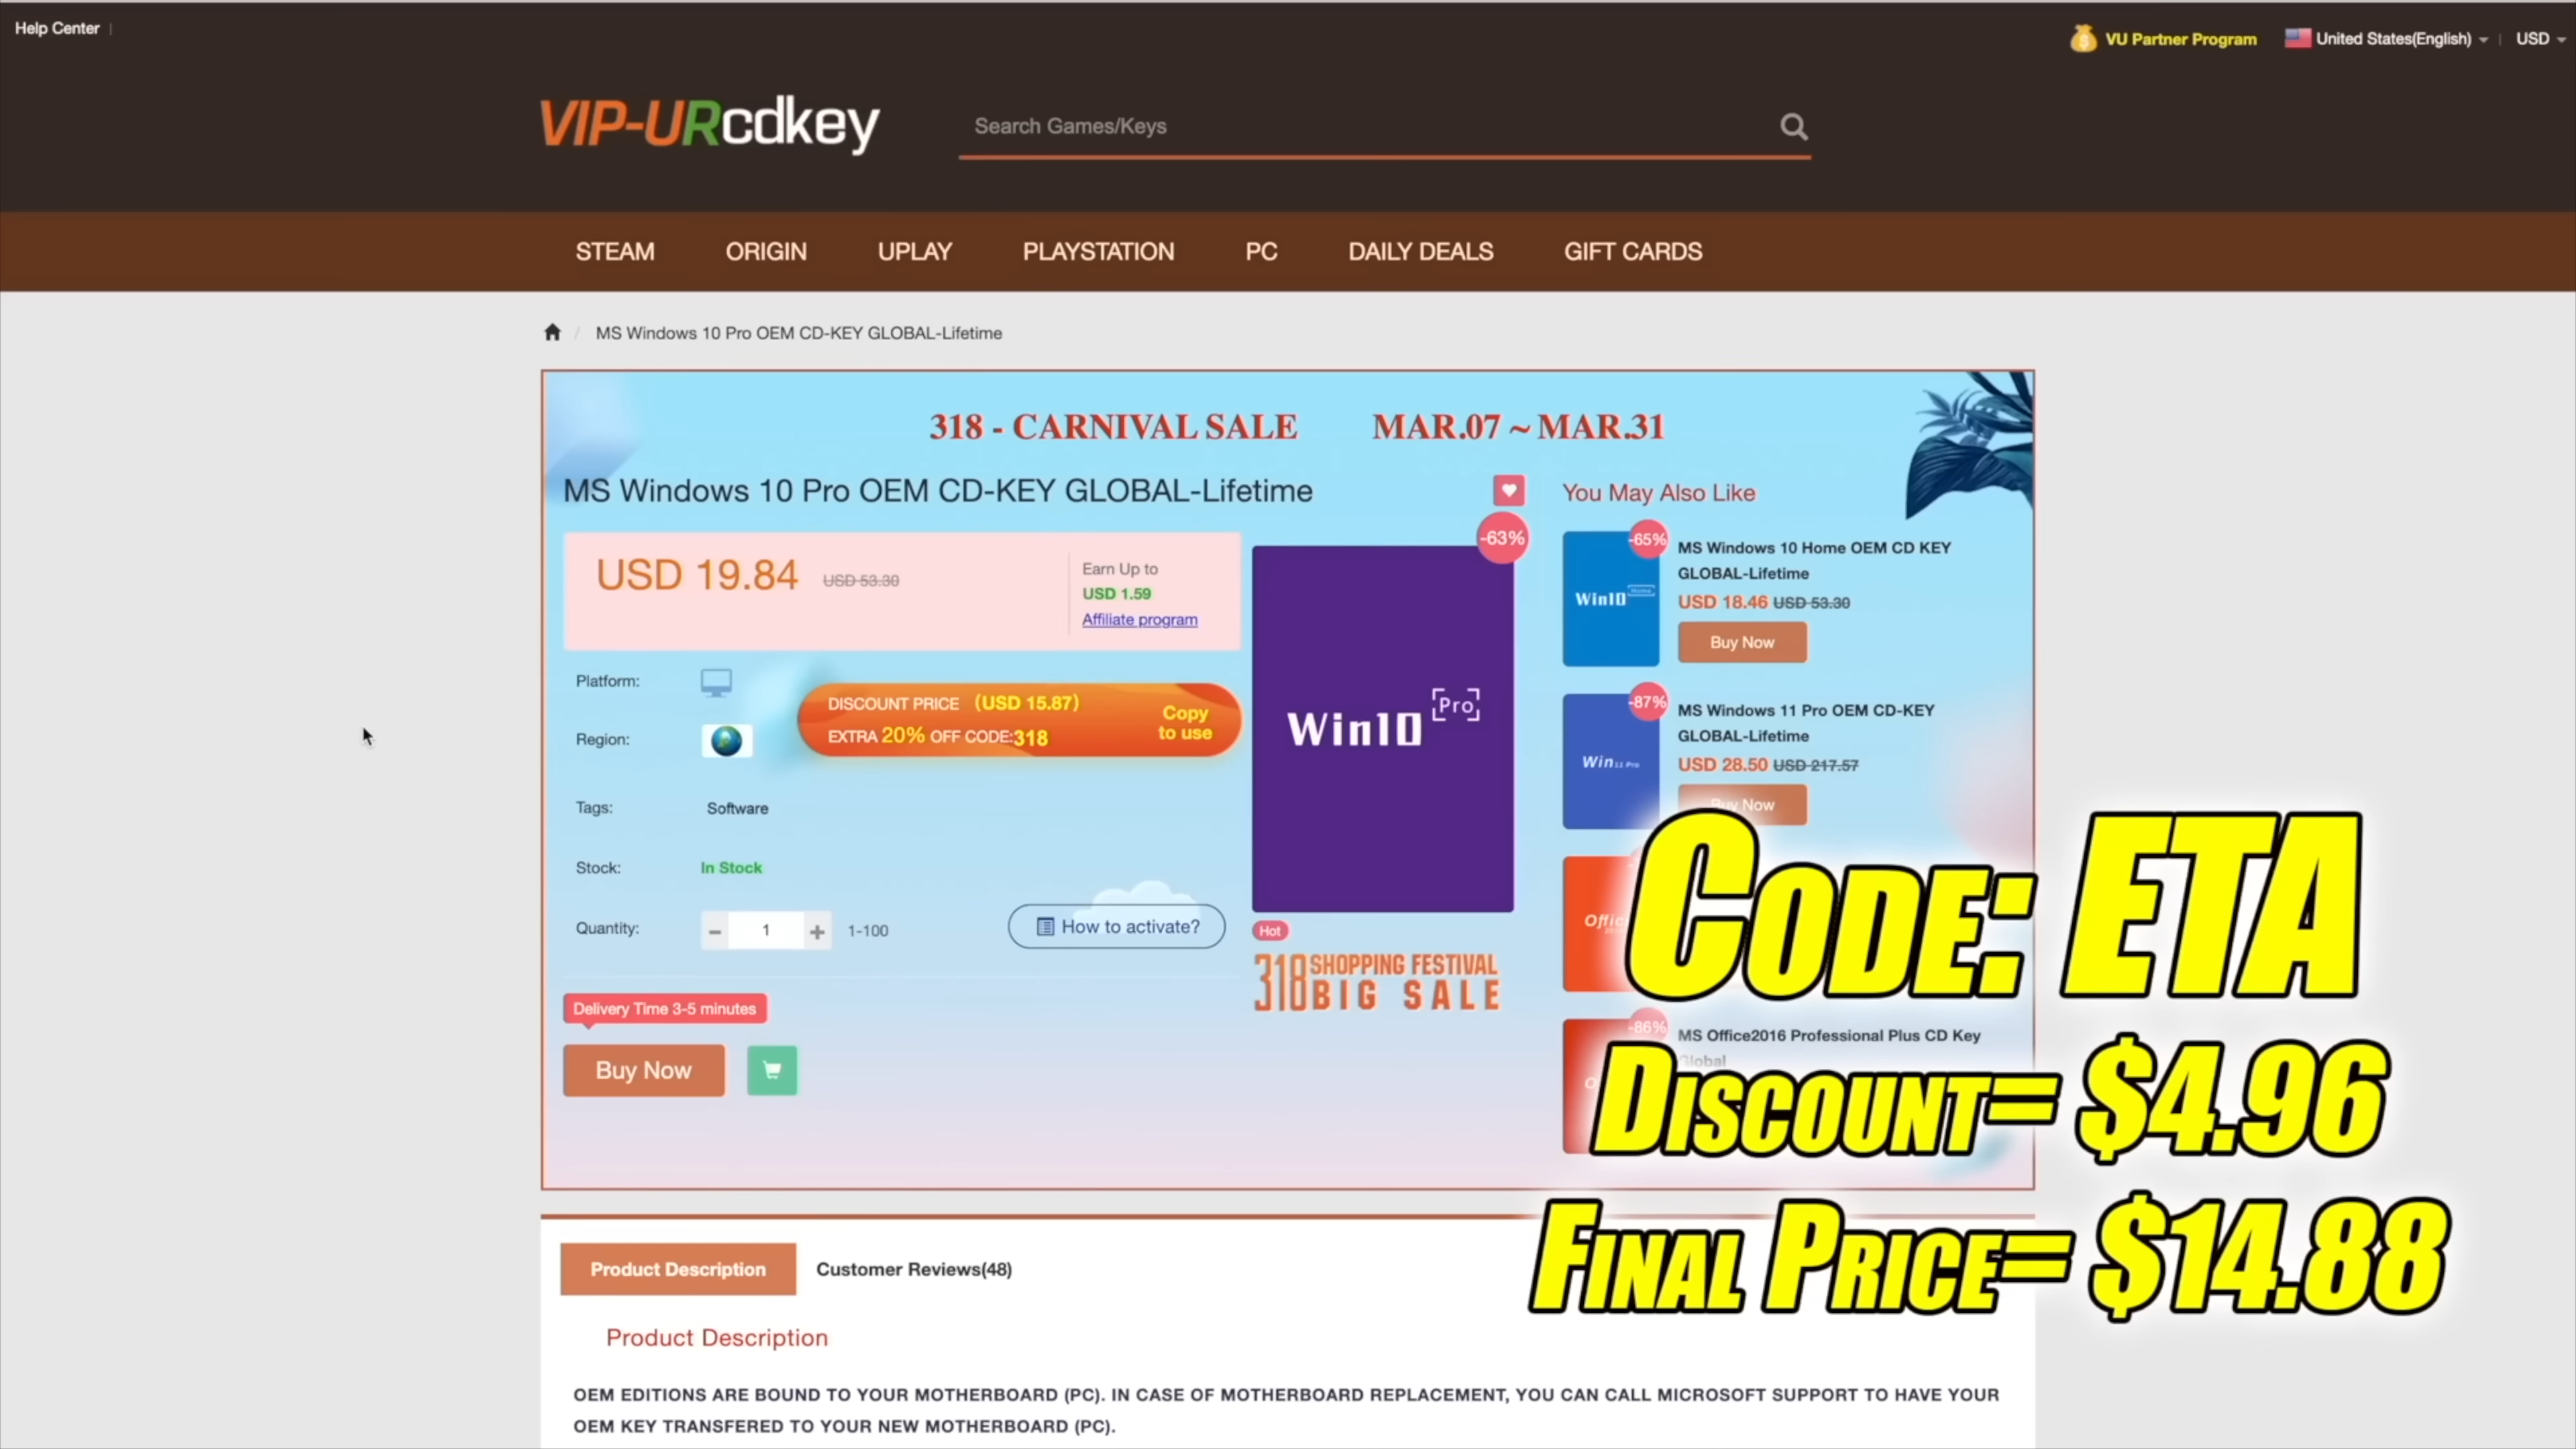 Help Center
VU Partner Program
United States(English)
USD
VIP-URcdkey
Search Games/Keys
STEAM
ORIGIN
UPLAY
PLAYSTATION
PC
DAILY DEALS
GIFT CARDS
MS Windows 10 Pro OEM CD-KEY GLOBAL-Lifetime
318 - CARNIVAL SALE MAR.07 ~ MAR.31
MS Windows 10 Pro OEM CD-KEY GLOBAL-Lifetime
USD 19.84 USD 53.30
Earn Up to
USD 1.59
Affiliate program
Platform:
Region:
DISCOUNT PRICE (USD 15.87)
EXTRA 20% OFF CODE:318
Copy
to use
Tags: Software
Stock: In Stock
Quantity: - 1 + 1-100
How to activate?
Delivery Time 3-5 minutes
Buy Now
-63%
Win10 Pro
Hot
318 SHOPPING FESTIVAL
BIG SALE
You May Also Like
-65%
Win10 Home
MS Windows 10 Home OEM CD KEY
GLOBAL-Lifetime
USD 18.46 USD 53.30
Buy Now
-87%
Win 11 Pro
MS Windows 11 Pro OEM CD-KEY
GLOBAL-Lifetime
USD 28.50 USD 217.57
Buy Now
-86%
MS Office2016 Professional Plus CD Key
Global
CODE: ETA
DISCOUNT= $4.96
FINAL PRICE= $14.88
Product Description
Customer Reviews(48)
Product Description
OEM EDITIONS ARE BOUND TO YOUR MOTHERBOARD (PC). IN CASE OF MOTHERBOARD REPLACEMENT, YOU CAN CALL MICROSOFT SUPPORT TO HAVE YOUR
OEM KEY TRANSFERED TO YOUR NEW MOTHERBOARD (PC).